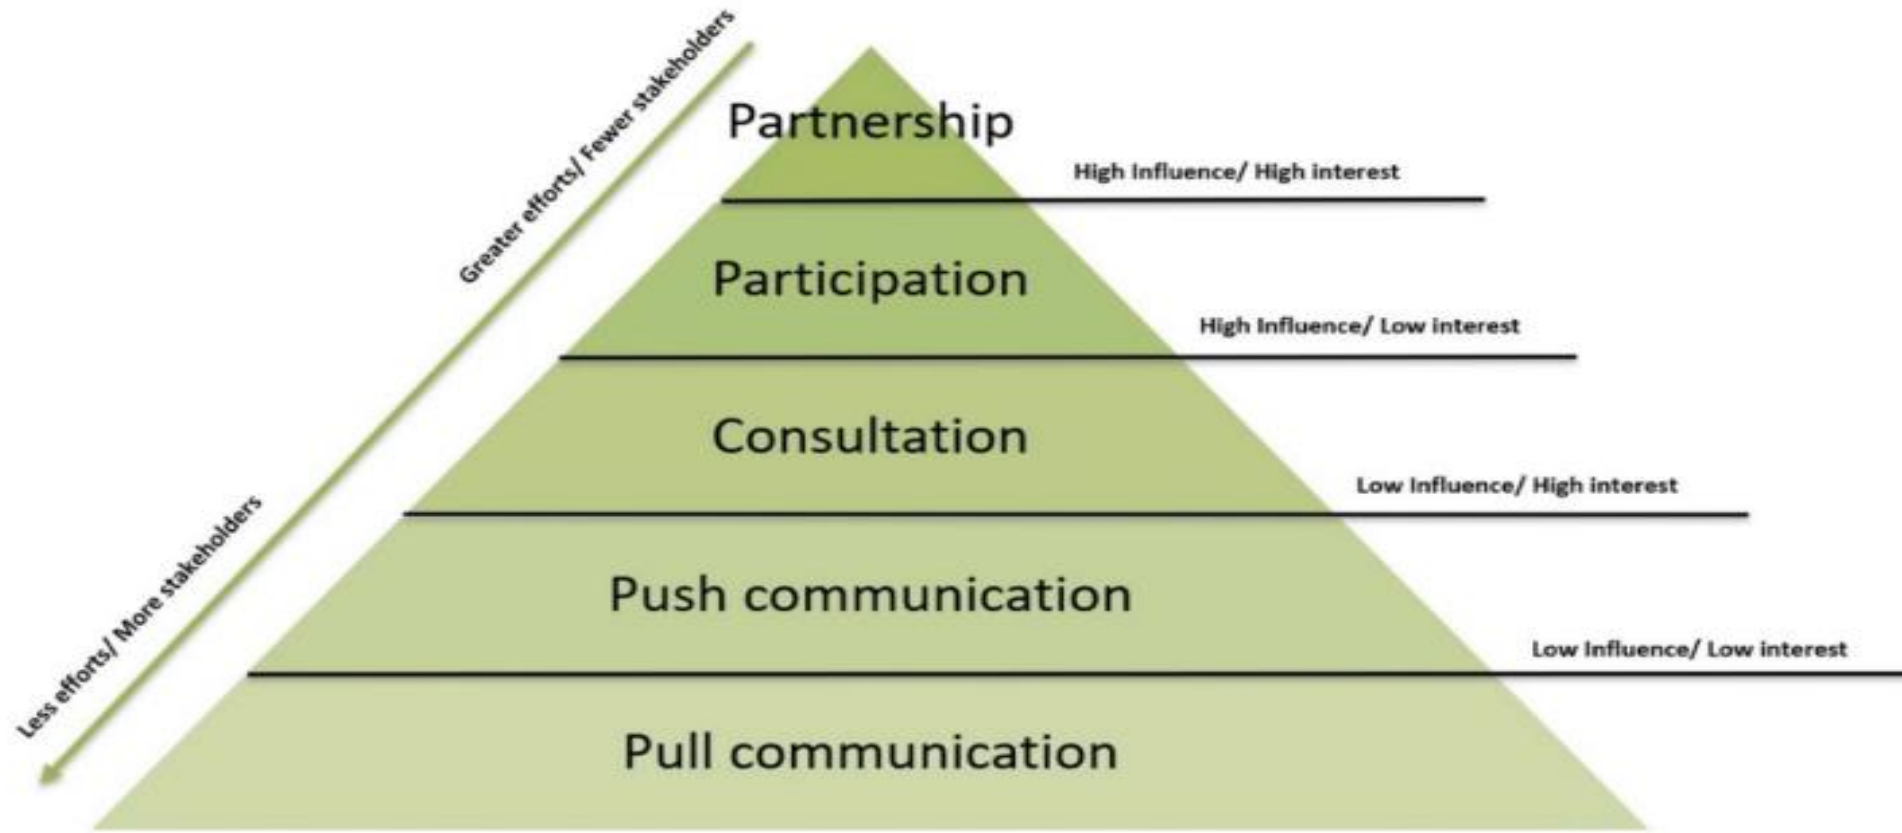 Greater efforts/ Fewer stakeholders
Partnership
High Influence/ High interest
Participation
High Influence/ Low interest
Consultation
Low Influence/ High interest
Less efforts/ More stakeholders
Push communication
Low Influence/ Low interest
Pull communication